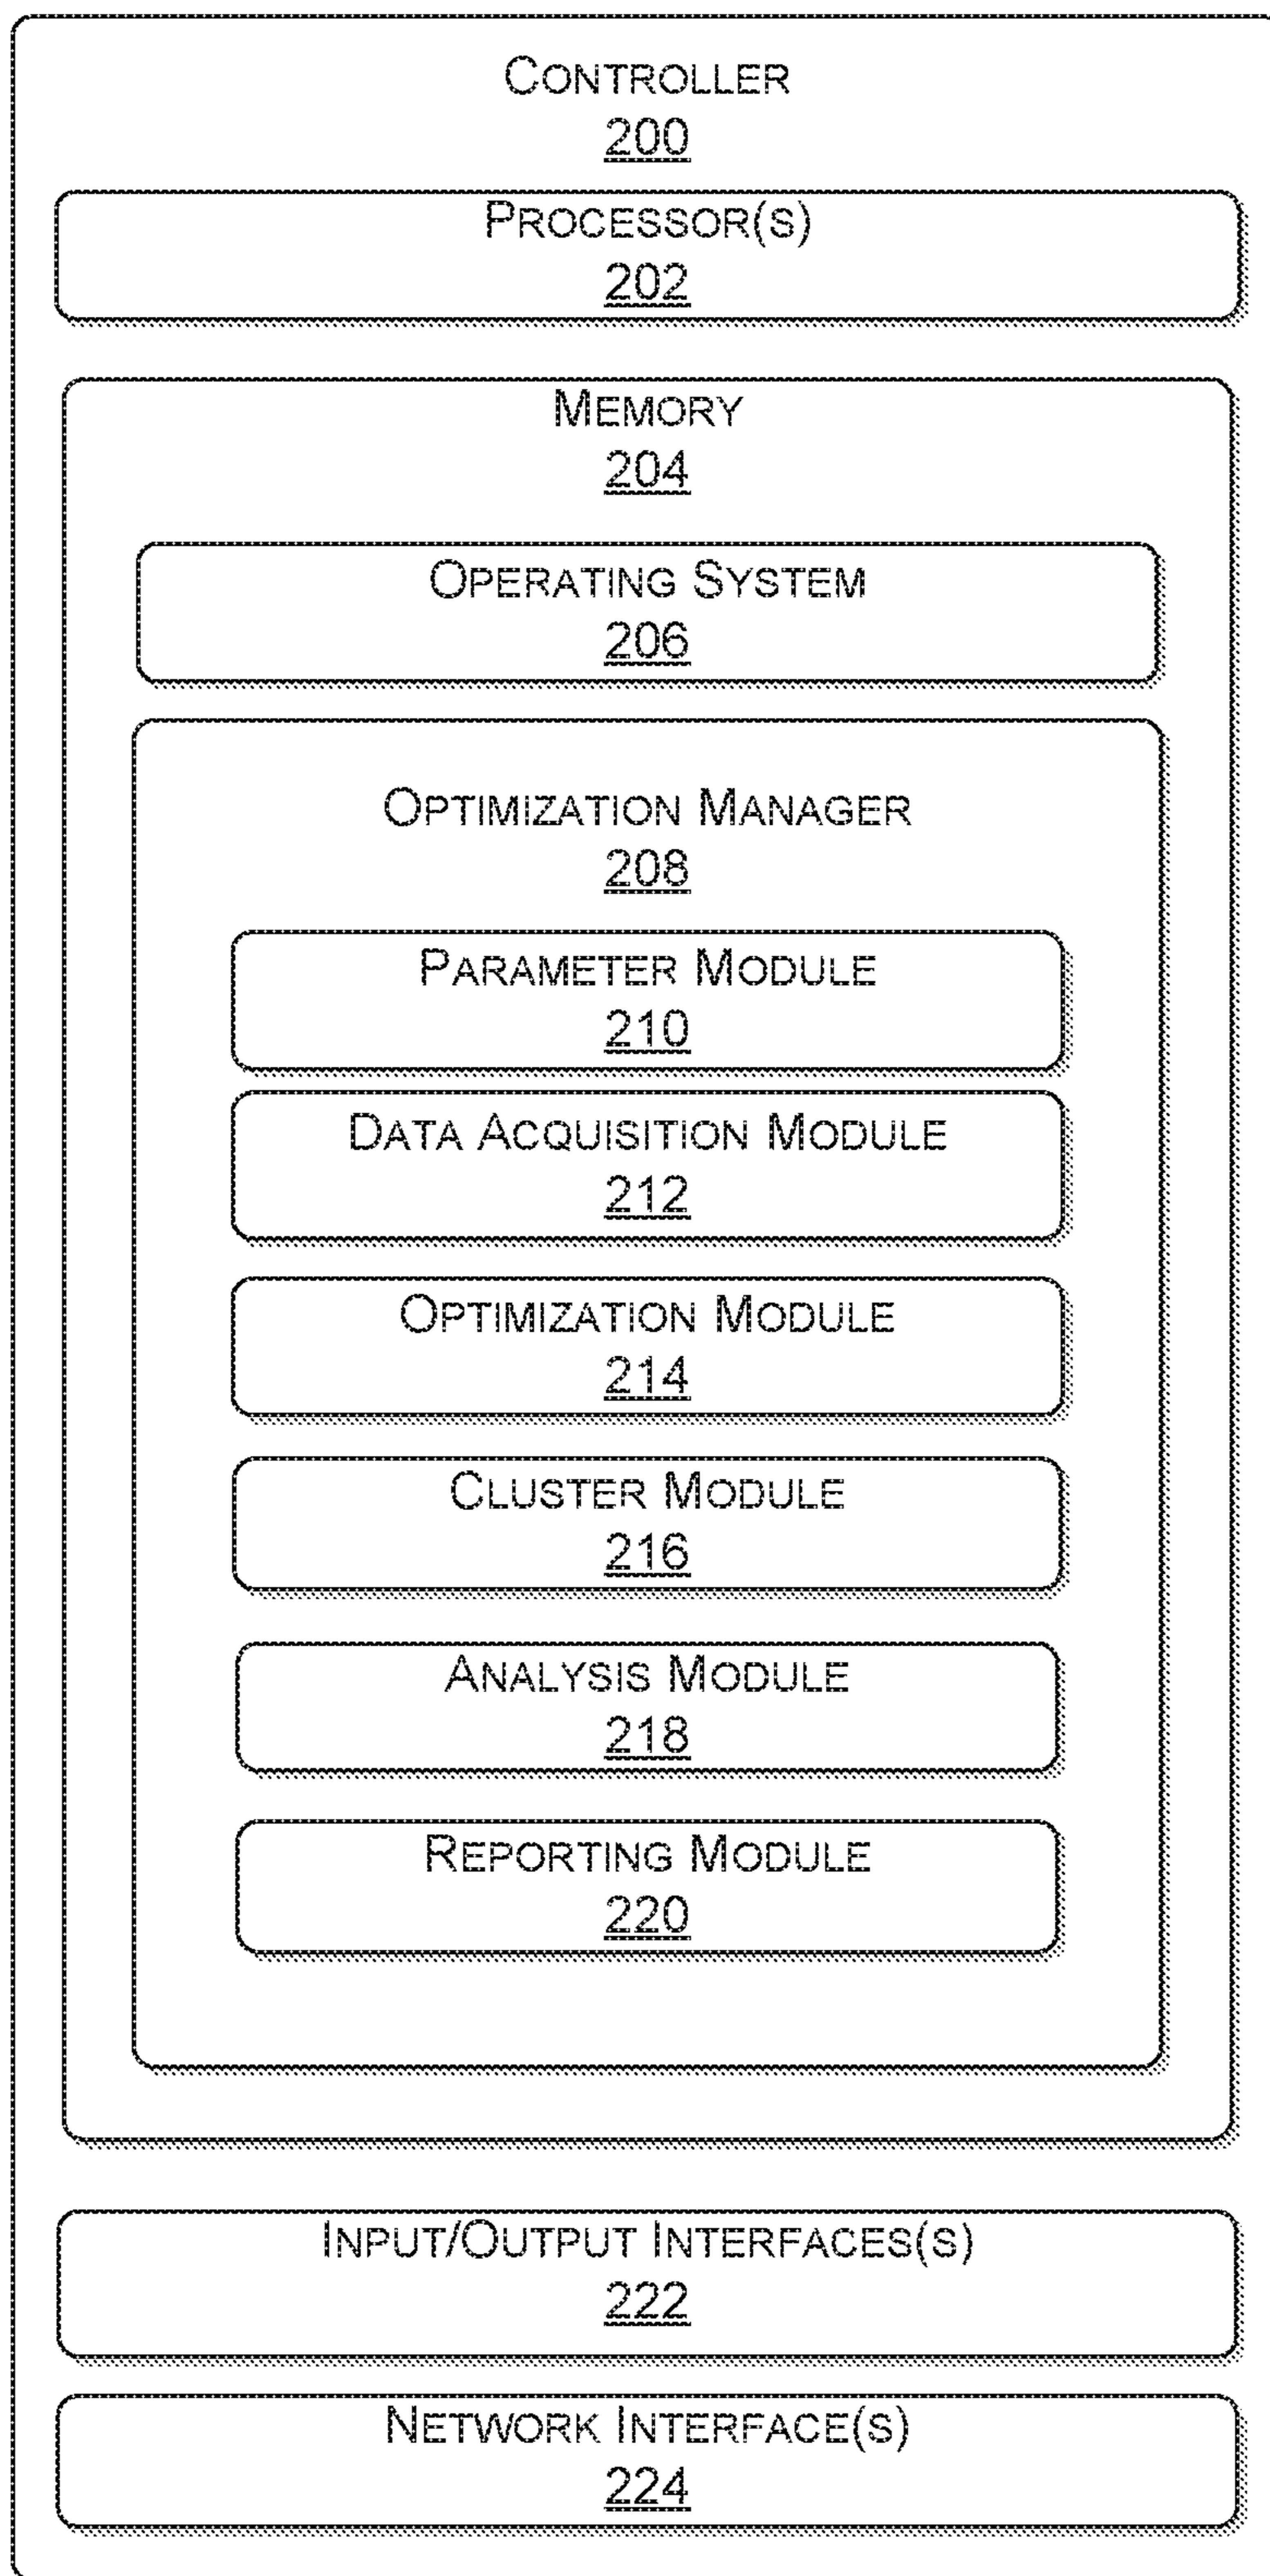 CONTROLLER
200
PROCESSOR(S)
202
MEMORY
204
OPERATING SYSTEM
206
OPTIMIZATION MANAGER
208
PARAMETER MODULE
210
DATA ACQUISITION MODULE
212
OPTIMIZATION MODULE
214
CLUSTER MODULE
216
ANALYSIS MODULE
218
REPORTING MODULE
220
INPUT/OUTPUT INTERFACES(S)
222
NETWORK INTERFACE(S)
224